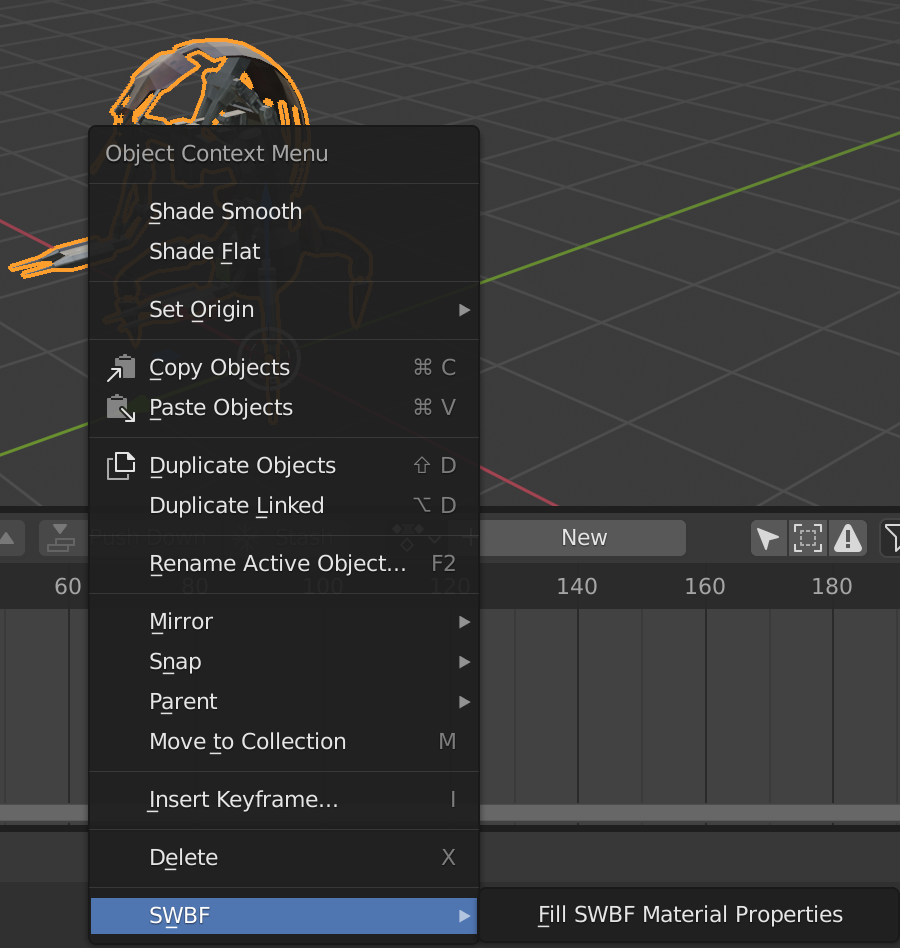 Object Context Menu
Shade Smooth
Shade Flat
Set Origin
Copy Objects ⌘ C
Paste Objects ⌘ V
Duplicate Objects ⇧ D
Duplicate Linked ⌥ D
New
Rename Active Object... F2
60 80 100 120 140 160 180
Mirror
Snap
Parent
Move to Collection M
Insert Keyframe... I
Delete X
SWBF
Fill SWBF Material Properties